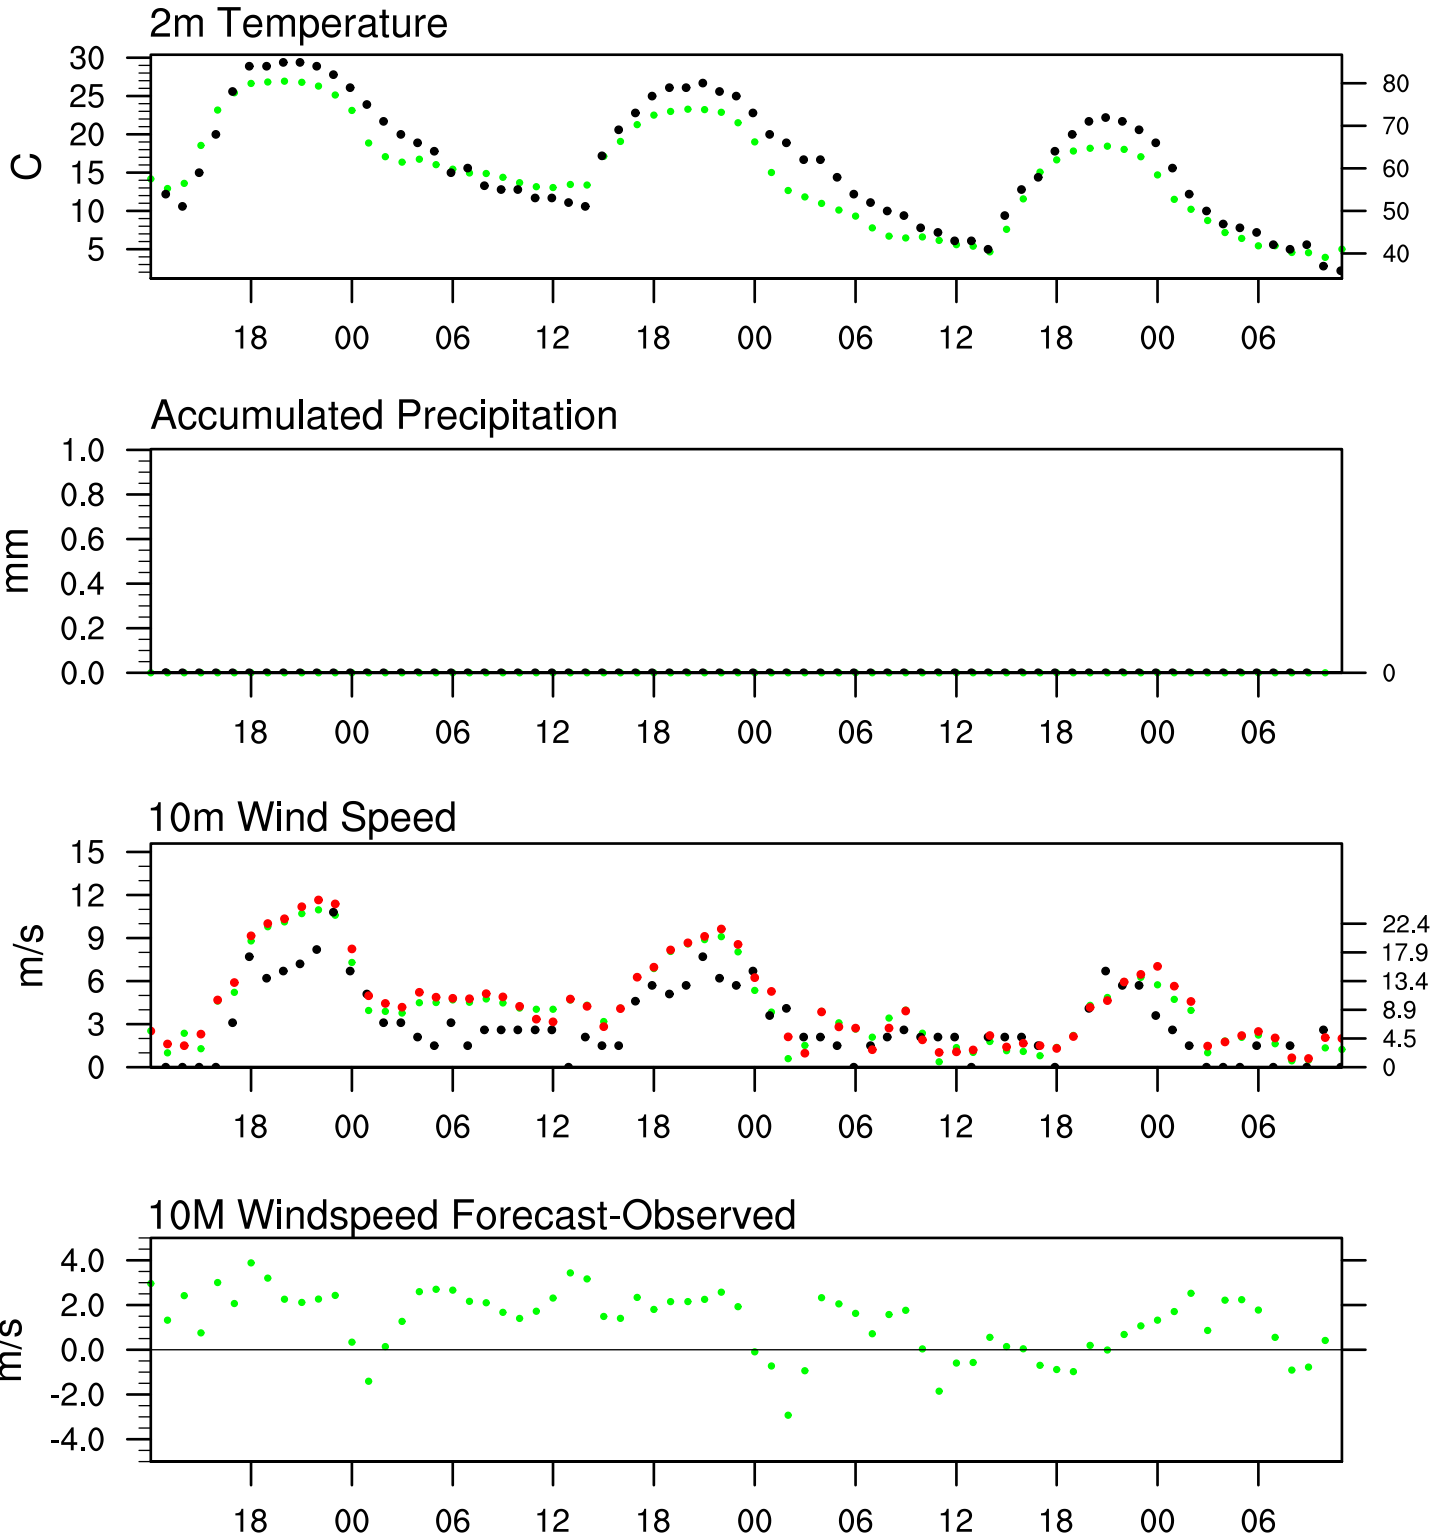 2m Temperature
30
25
20
15
10
5
C
80
70
60
50
40
18 00 06 12 18 00 06 12 18 00 06
Accumulated Precipitation
1.0
0.8
0.6
0.4
0.2
0.0
mm
0
18 00 06 12 18 00 06 12 18 00 06
10m Wind Speed
15
12
9
6
3
0
m/s
22.4
17.9
13.4
8.9
4.5
0
18 00 06 12 18 00 06 12 18 00 06
10M Windspeed Forecast-Observed
4.0
2.0
0.0
-2.0
-4.0
m/s
18 00 06 12 18 00 06 12 18 00 06